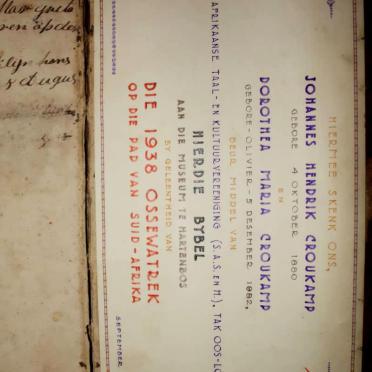 HIERMEE SKENK ONS,
JOHANNES HENDRIK CROUKAMP
GEBORE 4 OKTOBER 1880
EN
DOROTHEA MARIA CROUKAMP
GEBORE-OLIVIER-5 DESEMBER 1882,
DEUR MIDDEL VAN
AFRIKAANSE TAAL- EN KULTUURVEREENIGING (S.A.S. EN H.), TAK OOS-L
HIERDIE BYBEL
AAN DIE MUSEUM TE HARTENBOS
BY GELEENTHEID VAN
DIE 1938 OSSEWATREK
OP DIE PAD VAN SUID-AFRIKA
SEPTEMBER